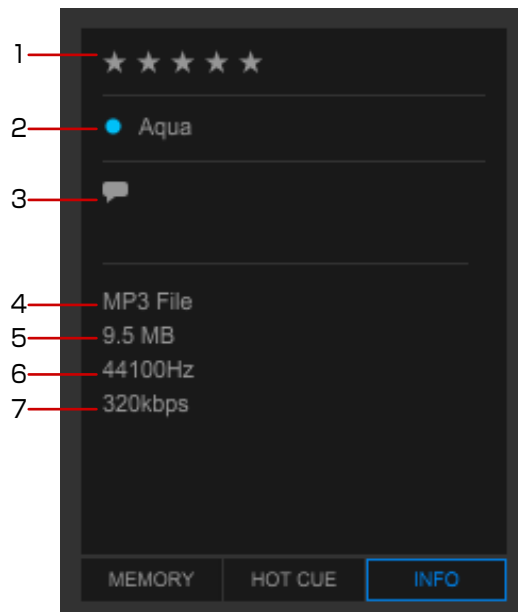 1
2 Aqua
3
4 MP3 File
5 9.5 MB
6 44100Hz
7 320kbps
MEMORY HOT CUE INFO